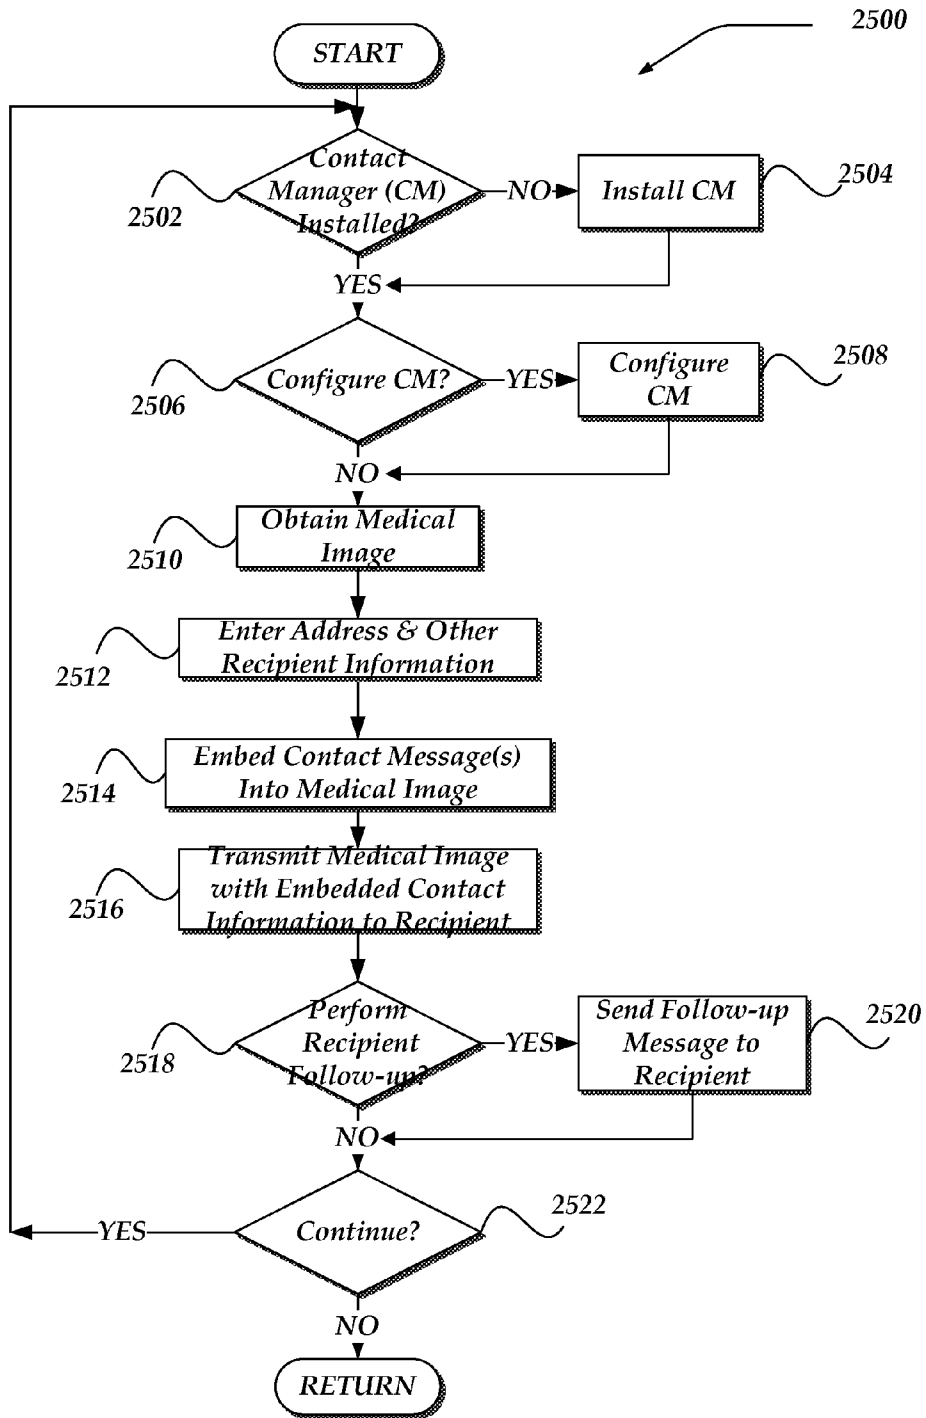 2500
START
Contact
Manager (CM)
Installed?
2502
NO
Install CM
2504
YES
Configure CM?
2506
YES
Configure
CM
2508
NO
Obtain Medical
Image
2510
Enter Address & Other
Recipient Information
2512
Embed Contact Message(s)
Into Medical Image
2514
Transmit Medical Image
with Embedded Contact
Information to Recipient
2516
Perform
Recipient
Follow-up?
2518
YES
Send Follow-up
Message to
Recipient
2520
NO
Continue?
2522
YES
NO
RETURN